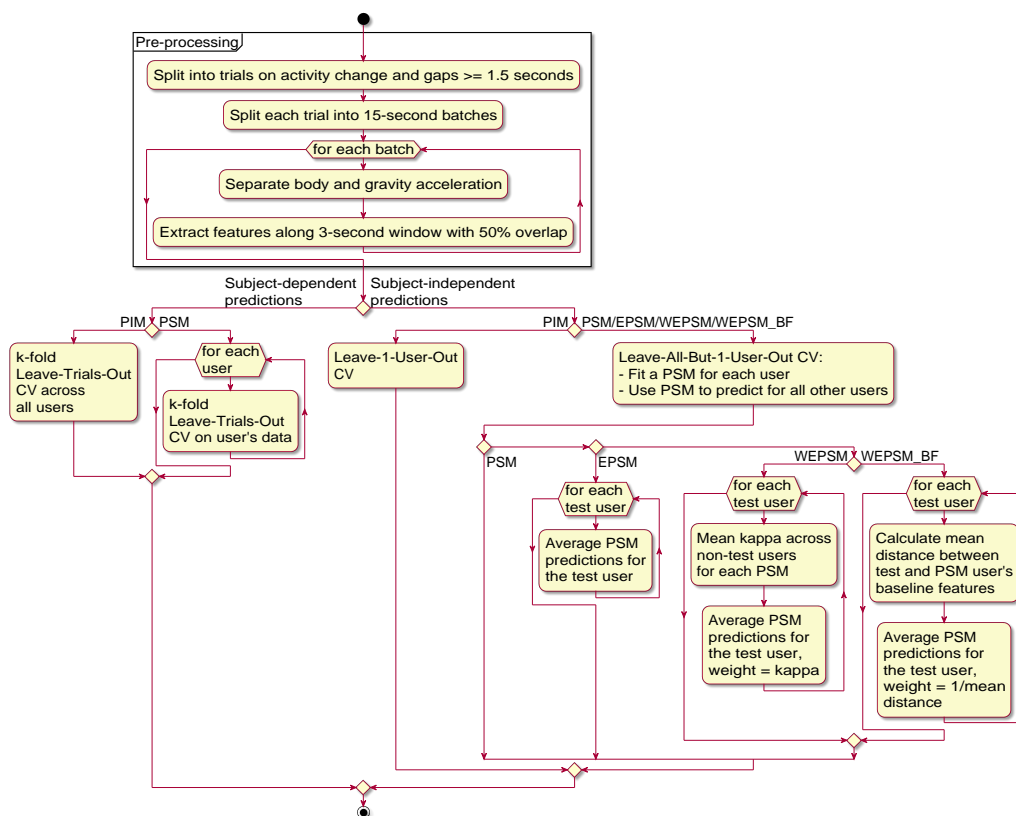 Pre-processing
Split into trials on activity change and gaps >= 1.5 seconds
Split each trial into 15-second batches
for each batch
Separate body and gravity acceleration
Extract features along 3-second window with 50% overlap
Subject-dependent
predictions
Subject-independent
predictions
PIM
PSM
k-fold
Leave-Trials-Out
CV across
all users
for each
user
k-fold
Leave-Trials-Out
CV on user's data
PIM
PSM/EPSM/WEPSM/WEPSM_BF
Leave-1-User-Out
CV
Leave-All-But-1-User-Out CV:
- Fit a PSM for each user
- Use PSM to predict for all other users
PSM
EPSM
for each
test user
Average PSM
predictions for
the test user
WEPSM
WEPSM_BF
for each
test user
Mean kappa across
non-test users
for each PSM
Average PSM
predictions for
the test user,
weight = kappa
for each
test user
Calculate mean
distance between
test and PSM user's
baseline features
Average PSM
predictions for
the test user,
weight = 1/mean
distance